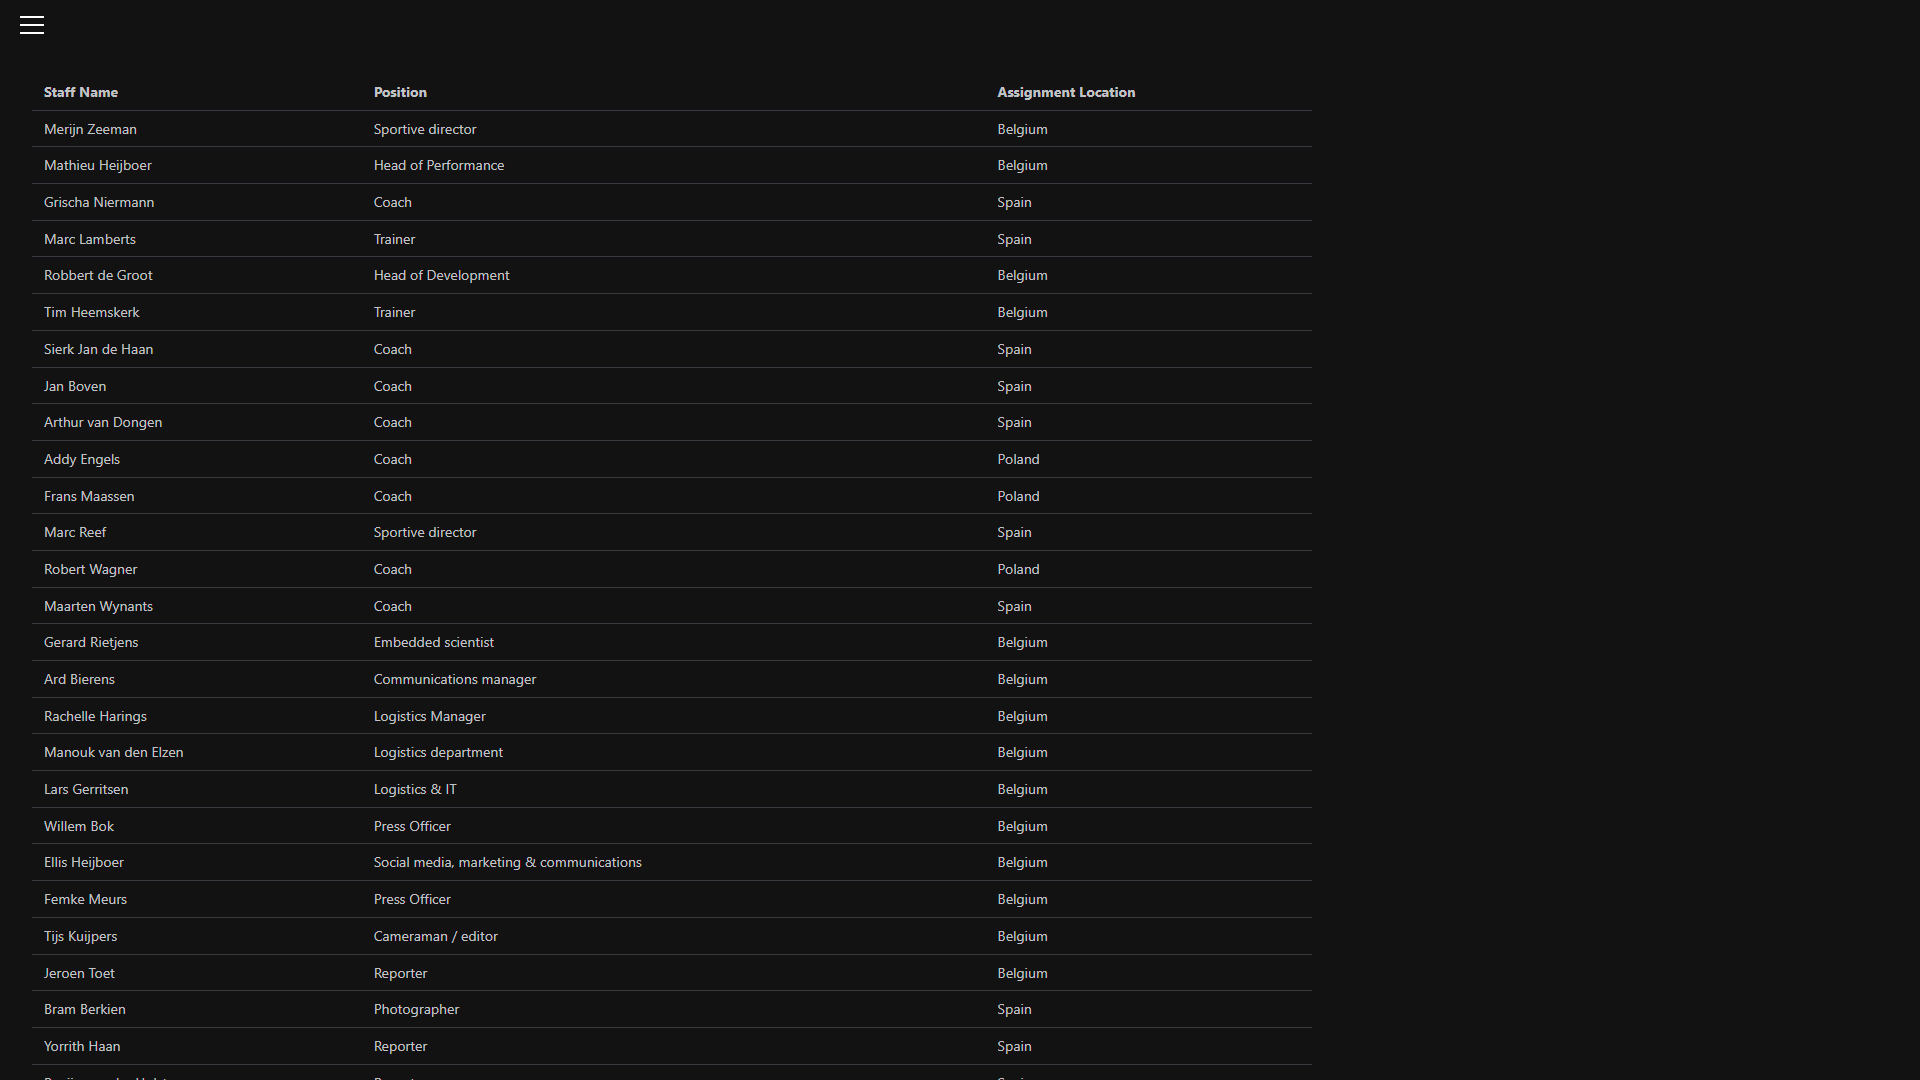 Staff Name Position Assignment Location
Merijn Zeeman Sportive director Belgium
Mathieu Heijboer Head of Performance Belgium
Grischa Niermann Coach Spain
Marc Lamberts Trainer Spain
Robbert de Groot Head of Development Belgium
Tim Heemskerk Trainer Belgium
Sierk Jan de Haan Coach Spain
Jan Boven Coach Spain
Arthur van Dongen Coach Spain
Addy Engels Coach Poland
Frans Maassen Coach Poland
Marc Reef Sportive director Spain
Robert Wagner Coach Poland
Maarten Wynants Coach Spain
Gerard Rietjens Embedded scientist Belgium
Ard Bierens Communications manager Belgium
Rachelle Harings Logistics Manager Belgium
Manouk van den Elzen Logistics department Belgium
Lars Gerritsen Logistics & IT Belgium
Willem Bok Press Officer Belgium
Ellis Heijboer Social media, marketing & communications Belgium
Femke Meurs Press Officer Belgium
Tijs Kuijpers Cameraman / editor Belgium
Jeroen Toet Reporter Belgium
Bram Berkien Photographer Spain
Yorrith Haan Reporter Spain